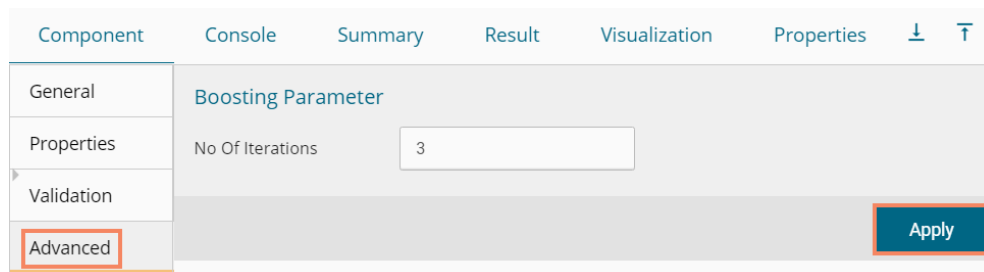 Component Console Summary Result Visualization Properties
General
Boosting Parameter
Properties
No Of Iterations 3
Validation
Apply
Advanced